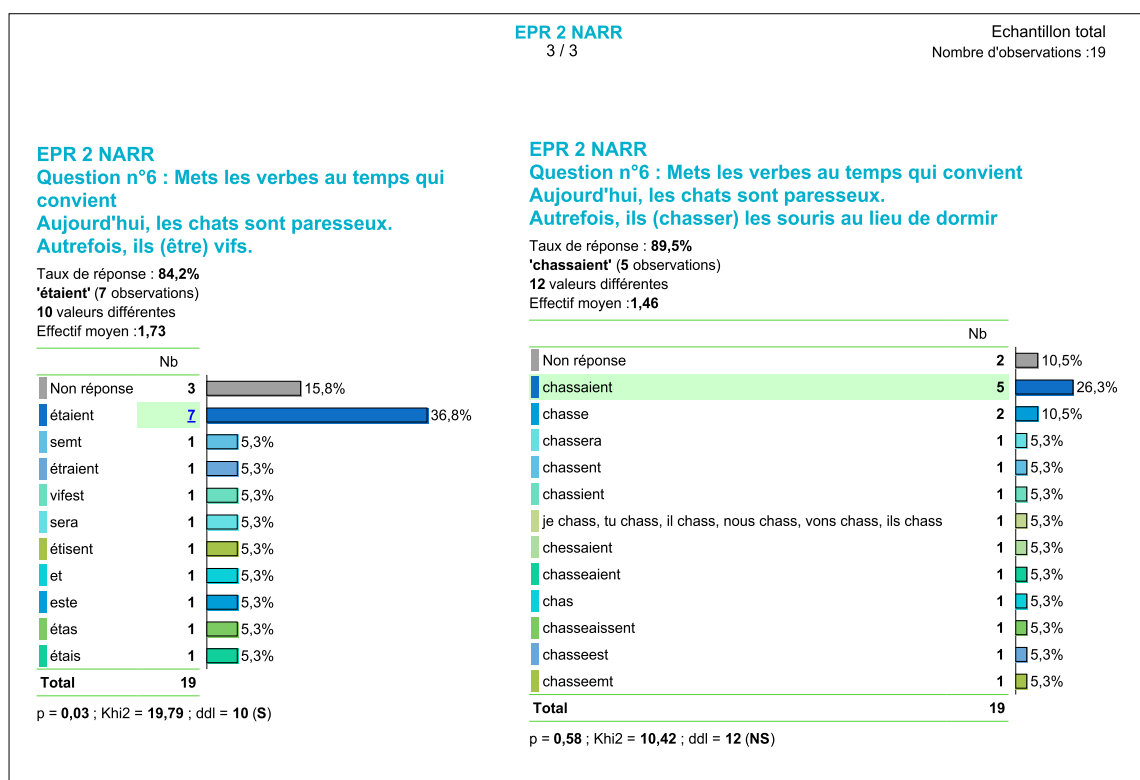 EPR 2 NARR
3 / 3
Echantillon total
Nombre d'observations :19
EPR 2 NARR
Question n°6 : Mets les verbes au temps qui
convient
Aujourd'hui, les chats sont paresseux.
Autrefois, ils (être) vifs.
Taux de réponse : 84,2%
'étaient' (7 observations)
10 valeurs différentes
Effectif moyen :1,73
Nb
Non réponse 3 15,8%
étaient 7 36,8%
semt 1 5,3%
étraient 1 5,3%
vifest 1 5,3%
sera 1 5,3%
étisent 1 5,3%
et 1 5,3%
este 1 5,3%
étas 1 5,3%
étais 1 5,3%
Total 19
p = 0,03 ; Khi2 = 19,79 ; ddl = 10 (S)
EPR 2 NARR
Question n°6 : Mets les verbes au temps qui convient
Aujourd'hui, les chats sont paresseux.
Autrefois, ils (chasser) les souris au lieu de dormir
Taux de réponse : 89,5%
'chassaient' (5 observations)
12 valeurs différentes
Effectif moyen :1,46
Nb
Non réponse 2 10,5%
chassaient 5 26,3%
chasse 2 10,5%
chassera 1 5,3%
chassent 1 5,3%
chassient 1 5,3%
je chass, tu chass, il chass, nous chass, vons chass, ils chass 1 5,3%
chessaient 1 5,3%
chasseaient 1 5,3%
chas 1 5,3%
chasseaissent 1 5,3%
chasseest 1 5,3%
chasseemt 1 5,3%
Total 19
p = 0,58 ; Khi2 = 10,42 ; ddl = 12 (NS)